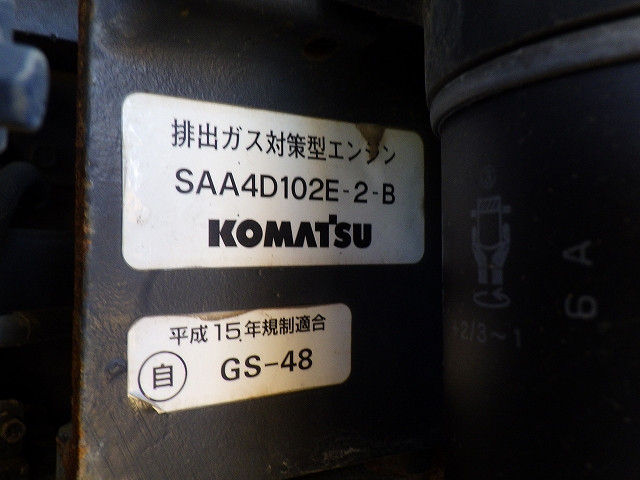 排出ガス対策型エンジン
SAA4D102E-2-B
KOMATSU
平成15年規制適合
自 GS-48
+2/3~1
6A